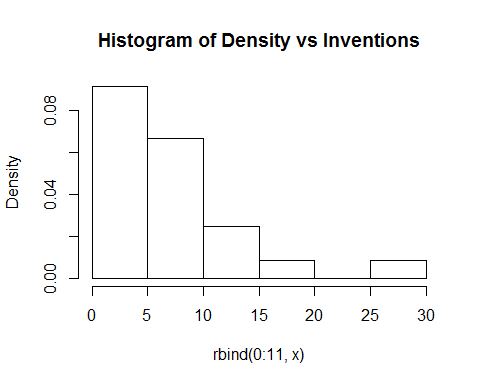 Histogram of Density vs Inventions
Density
0.08
0.04
0.00
0 5 10 15 20 25 30
rbind(0:11, x)